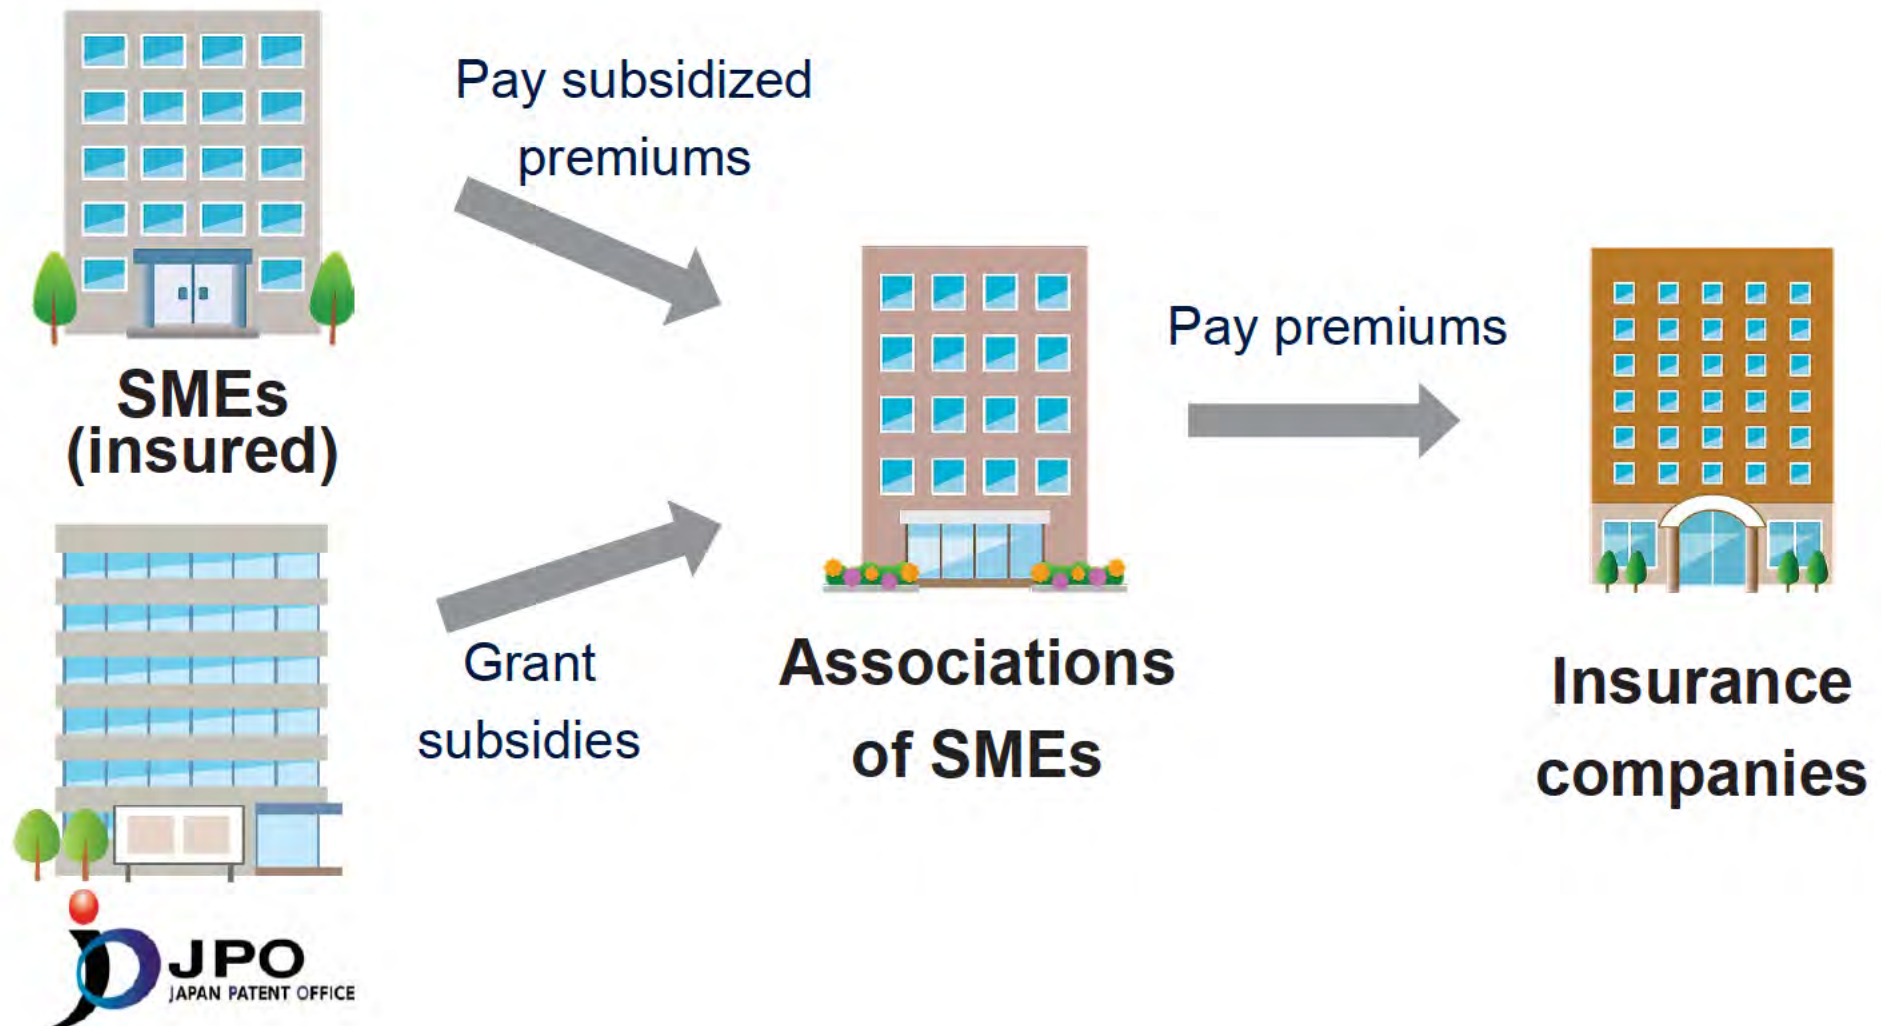 Pay subsidized
premiums
SMEs
(insured)
Grant
subsidies
JPO
JAPAN PATENT OFFICE
Associations
of SMEs
Pay premiums
Insurance
companies